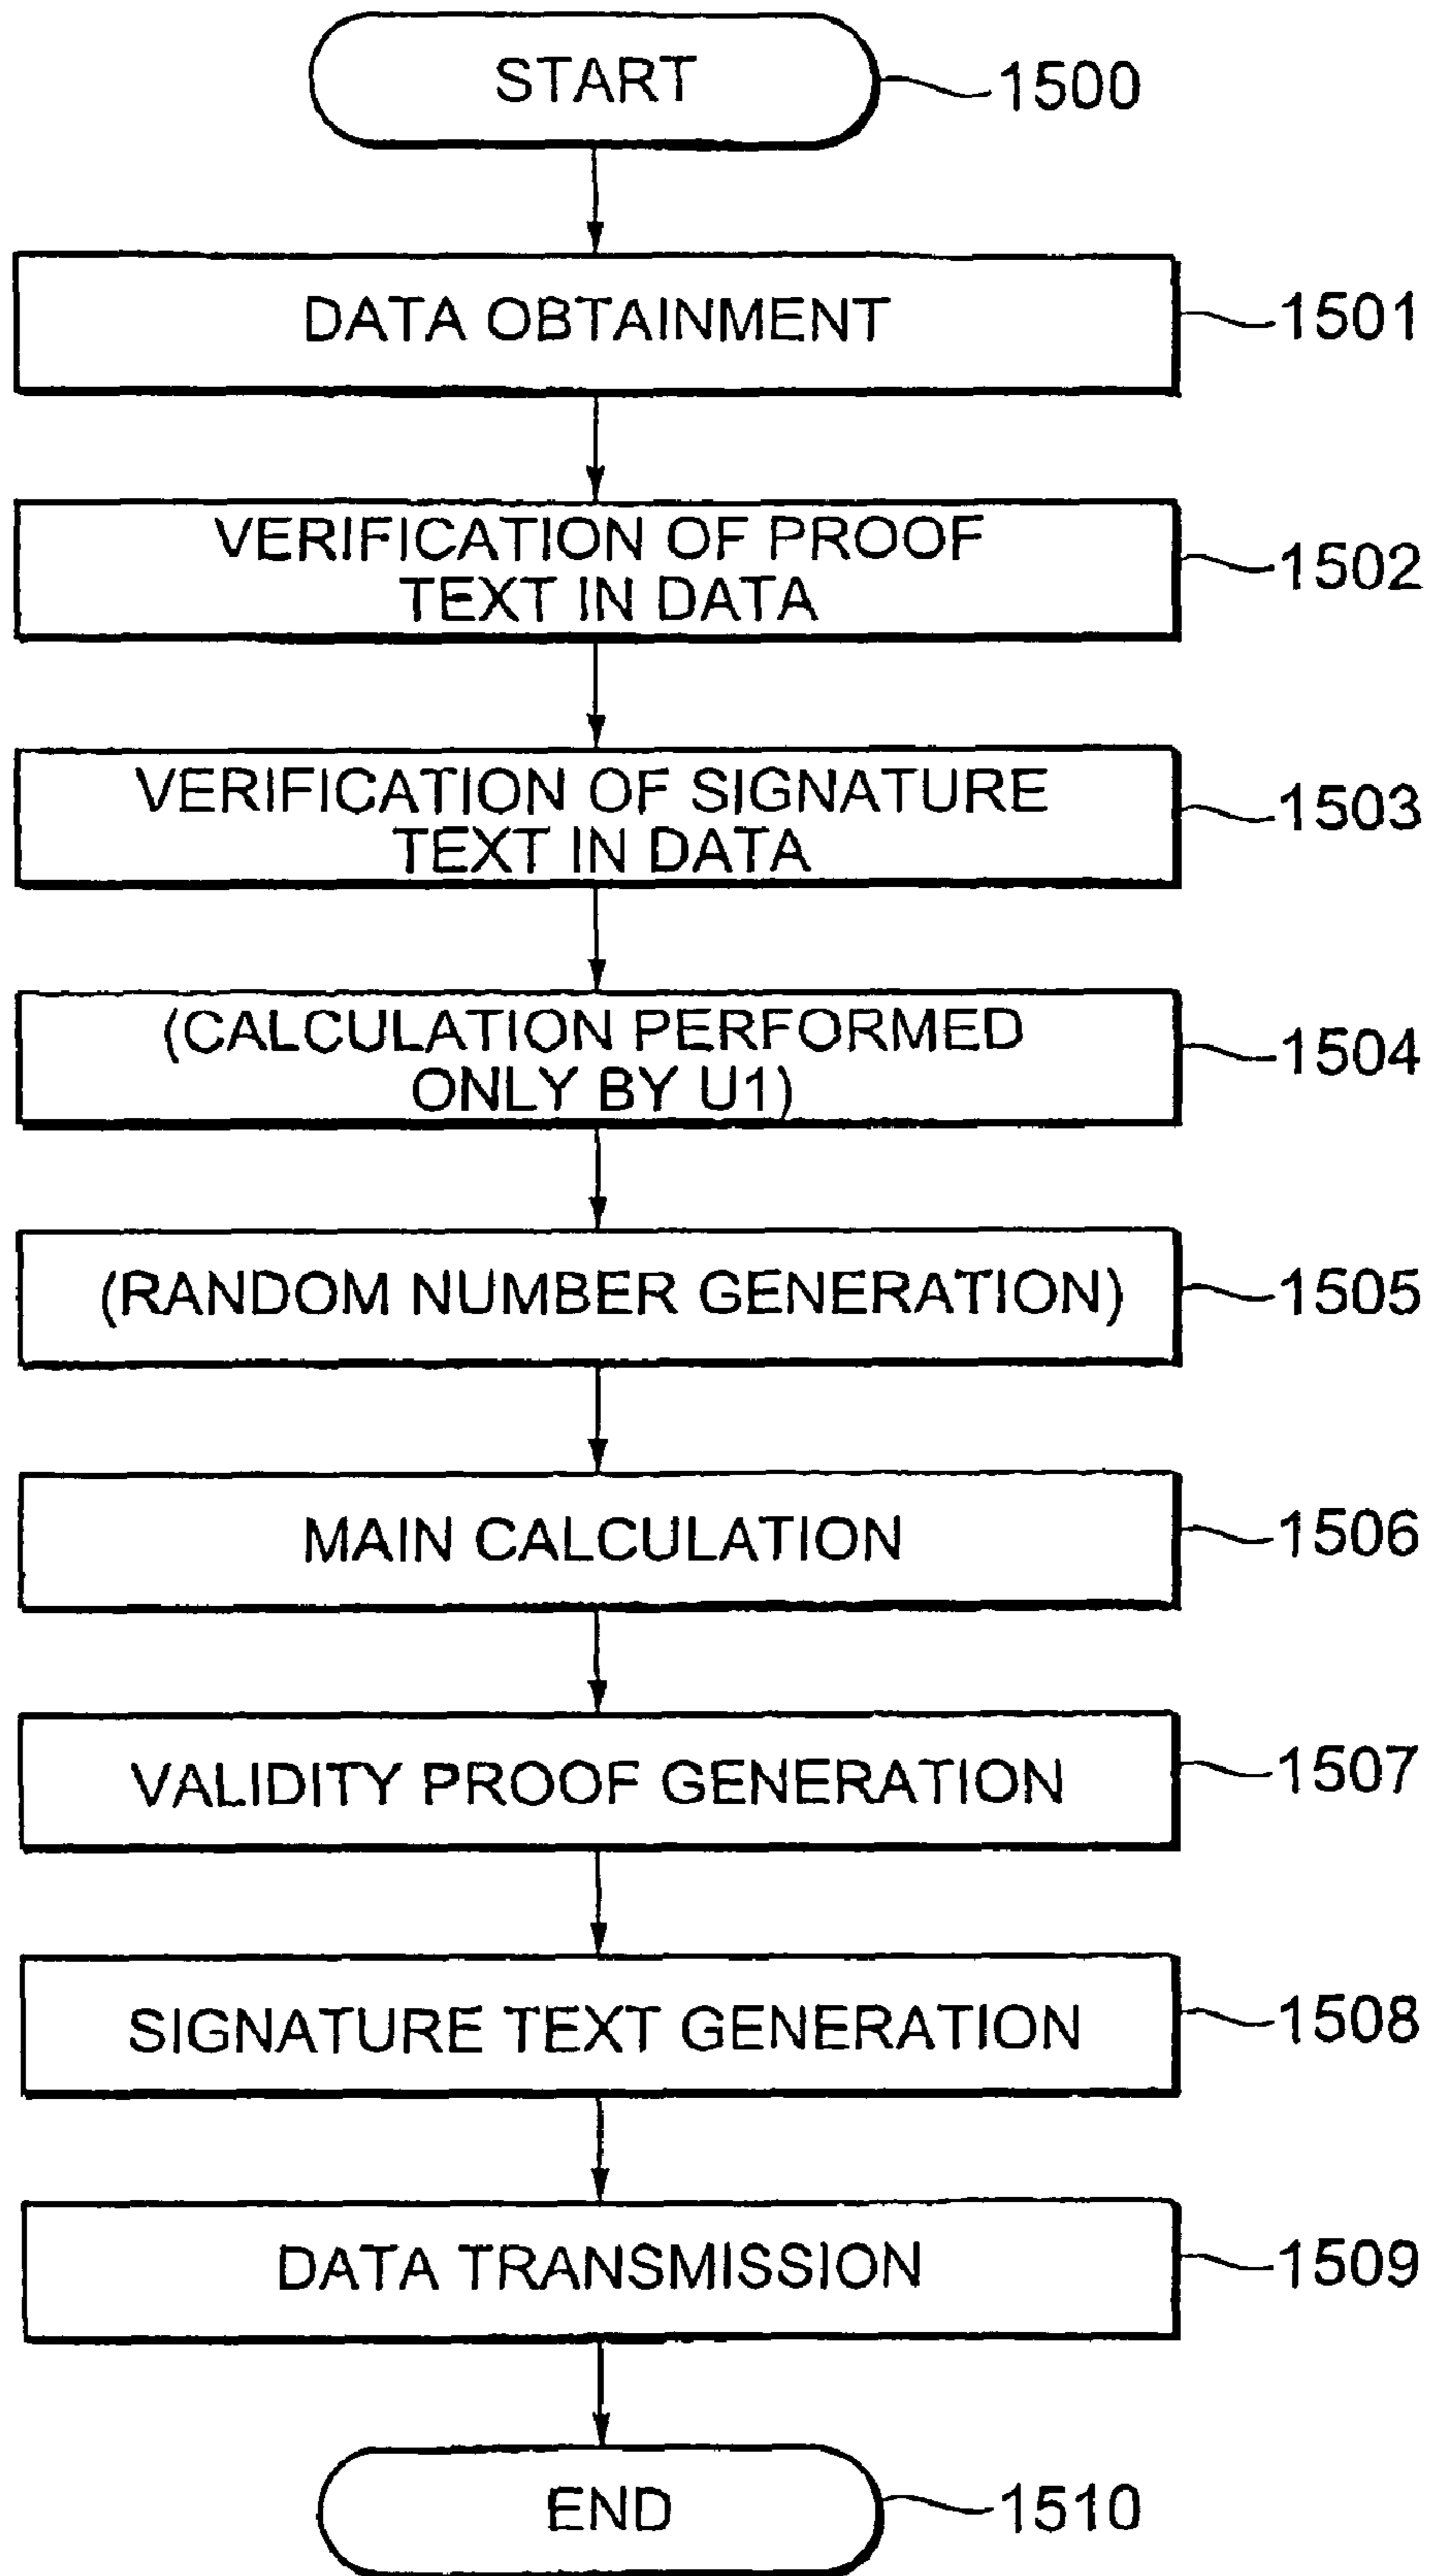 START
1500
DATA OBTAINMENT
1501
VERIFICATION OF PROOF
TEXT IN DATA
1502
VERIFICATION OF SIGNATURE
TEXT IN DATA
1503
(CALCULATION PERFORMED
ONLY BY U1)
1504
(RANDOM NUMBER GENERATION)
1505
MAIN CALCULATION
1506
VALIDITY PROOF GENERATION
1507
SIGNATURE TEXT GENERATION
1508
DATA TRANSMISSION
1509
END
1510